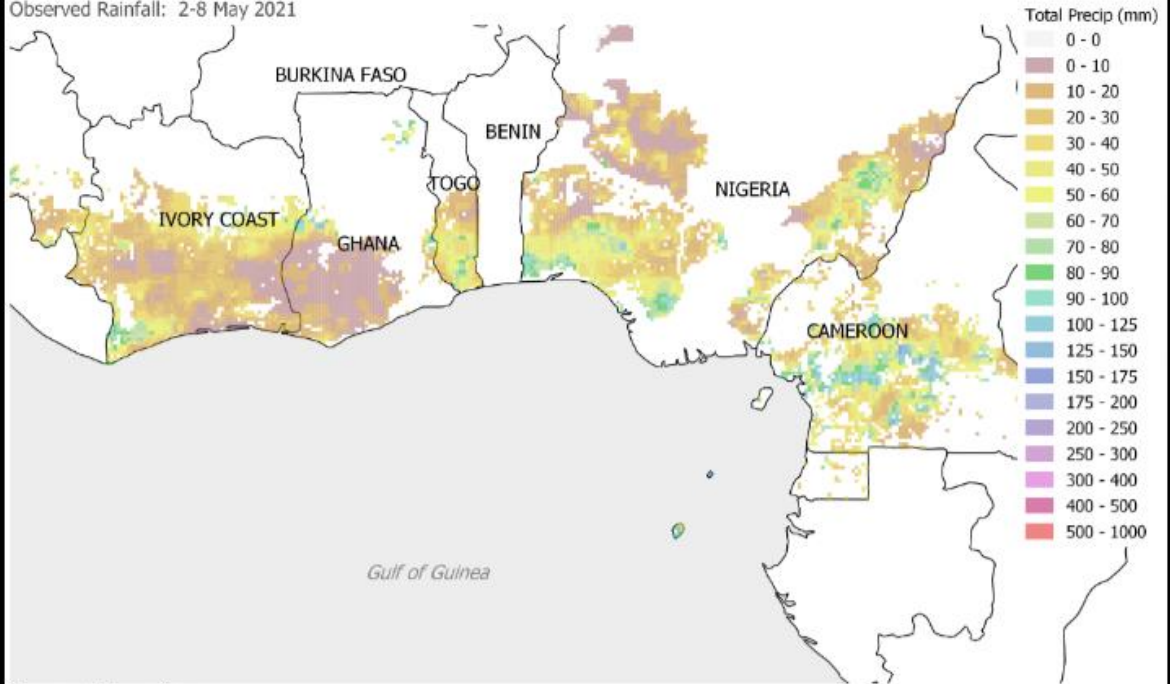 Observed Rainfall: 2-8 May 2021
Total Precip (mm)
0 - 0
0 - 10
10 - 20
20 - 30
30 - 40
40 - 50
50 - 60
60 - 70
70 - 80
80 - 90
90 - 100
100 - 125
125 - 150
150 - 175
175 - 200
200 - 250
250 - 300
300 - 400
400 - 500
500 - 1000
BURKINA FASO
BENIN
TOGO
NIGERIA
IVORY COAST
GHANA
CAMEROON
Gulf of Guinea